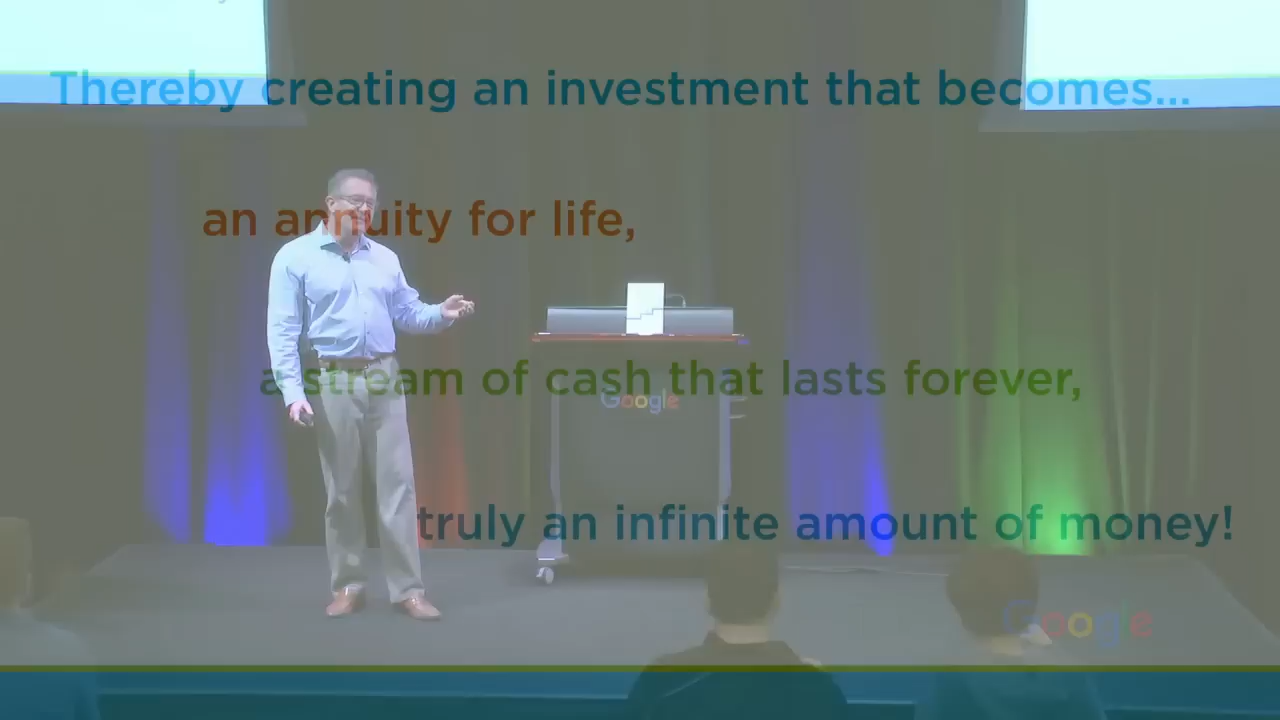 Thereby creating an investment that becomes...
an annuity for life,
a stream of cash that lasts forever,
Google
truly an infinite amount of money!
Google